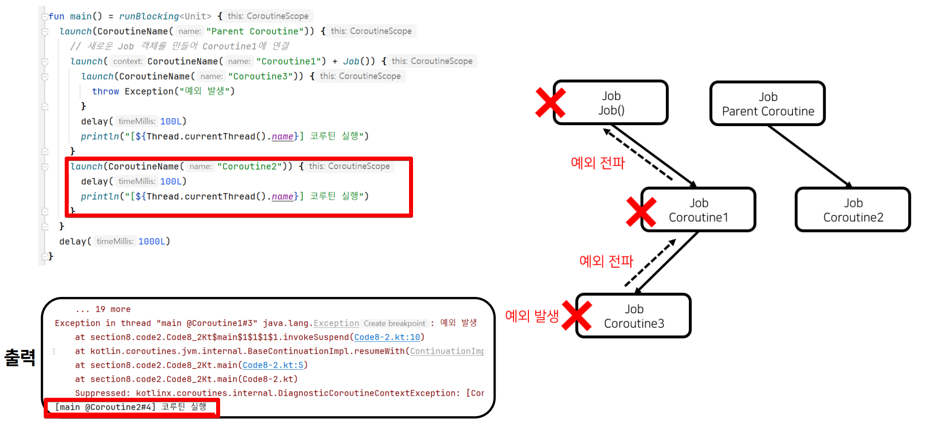 fun main() = runBlocking<Unit> { this: CoroutineScope
launch(CoroutineName( name: "Parent Coroutine")) { this: CoroutineScope
// 새로운 Job 객체를 만들어 Coroutine1에 연결
launch( context: CoroutineName( name: "Coroutine1") + Job()) { this: CoroutineScope
launch(CoroutineName( name: "Coroutine3")) { this: CoroutineScope
throw Exception("예외 발생")
}
delay( timeMillis: 100L)
println("[${Thread.currentThread().name}] 코루틴 실행")
}
launch(CoroutineName( name: "Coroutine2")) { this: CoroutineScope
delay( timeMillis: 100L)
println("[${Thread.currentThread().name}] 코루틴 실행")
}
}
delay( timeMillis: 1000L)
}
Job
Job()
Job
Parent Coroutine
예외 전파
Job
Coroutine1
Job
Coroutine2
예외 전파
예외 발생
Job
Coroutine3
출력
... 19 more
Exception in thread "main @Coroutine1#3" java.lang.Exception Create breakpoint : 예외 발생
at section8.code2.Code8_2Kt$main$1$1$1$1.invokeSuspend(Code8-2.kt:10)
at kotlin.coroutines.jvm.internal.BaseContinuationImpl.resumeWith(ContinuationImp
at section8.code2.Code8_2Kt.main(Code8-2.kt:5)
at section8.code2.Code8_2Kt.main(Code8-2.kt)
Suppressed: kotlinx.coroutines.internal.DiagnosticCoroutineContextException: [Cor
[main @Coroutine2#4] 코루틴 실행